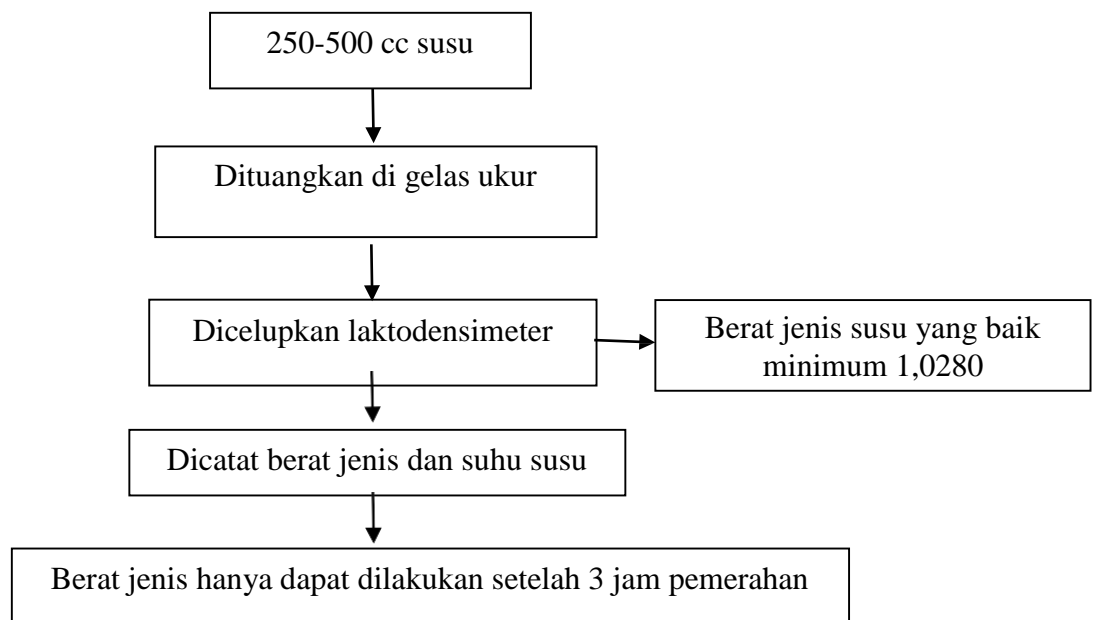 250-500 cc susu
Dituangkan di gelas ukur
Dicelupkan laktodensimeter
Berat jenis susu yang baik
minimum 1,0280
Dicatat berat jenis dan suhu susu
Berat jenis hanya dapat dilakukan setelah 3 jam pemerahan